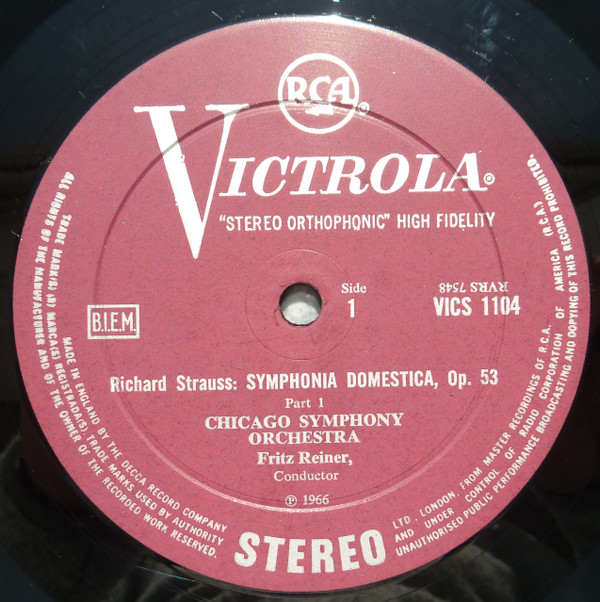 RCA®
VICTROLA®
"STEREO ORTHOPHONIC" HIGH FIDELITY
Side
1
RVRS 7548
VICS 1104
B.I.E.M.
Richard Strauss: SYMPHONIA DOMESTICA, Op. 53
Part 1
CHICAGO SYMPHONY
ORCHESTRA
Fritz Reiner,
Conductor
℗ 1966
STEREO
TRADE MARK(S) ® MARCA(S) REGISTRADA(S) TRADE MARKS USED BY AUTHORITY
ALL RIGHTS OF THE MANUFACTURER AND OF THE OWNER OF THE RECORDED WORK RESERVED.
MADE IN ENGLAND BY THE DECCA RECORD COMPANY
LTD., LONDON, FROM MASTER RECORDINGS OF R.C.A.
AND UNDER CONTROL OF RADIO CORPORATION OF AMERICA (R.C.A.)
UNAUTHORISED PUBLIC PERFORMANCE BROADCASTING AND COPYING OF THIS RECORD PROHIBITED.